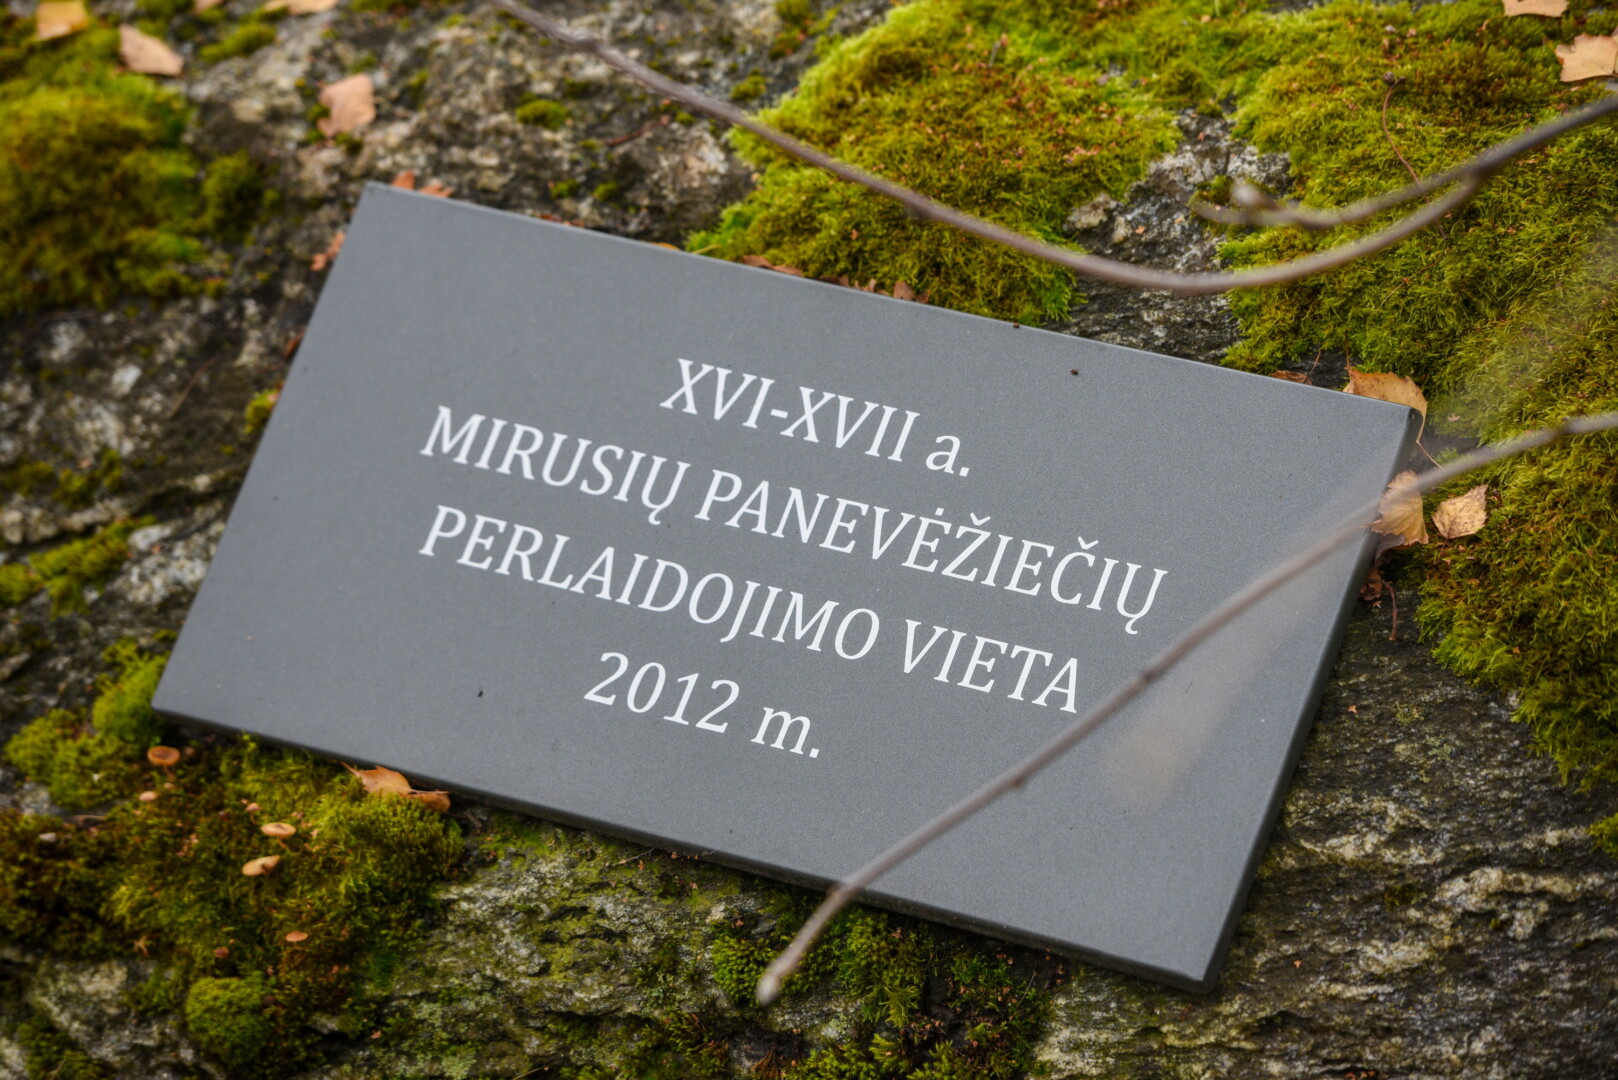 XVI-XVII a.
MIRUSIŲ PANEVĖŽIEČIŲ
PERLAIDOJIMO VIETA
2012 m.